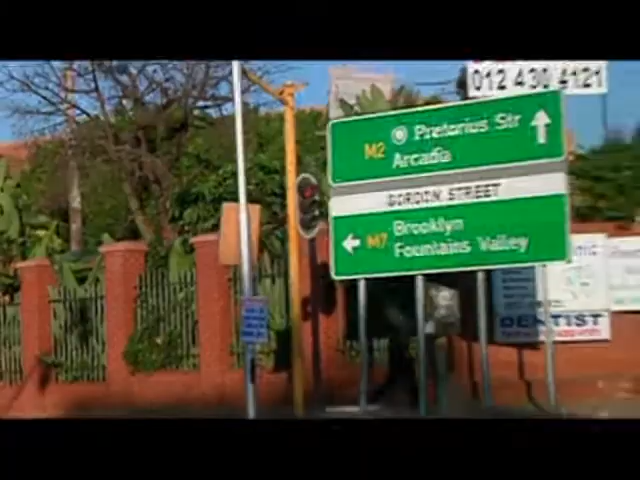 012 430 4121
M2 Pretorius Str
Arcadia
GORDON STREET
M7 Brooklyn
Fountains Valley
DENTIST